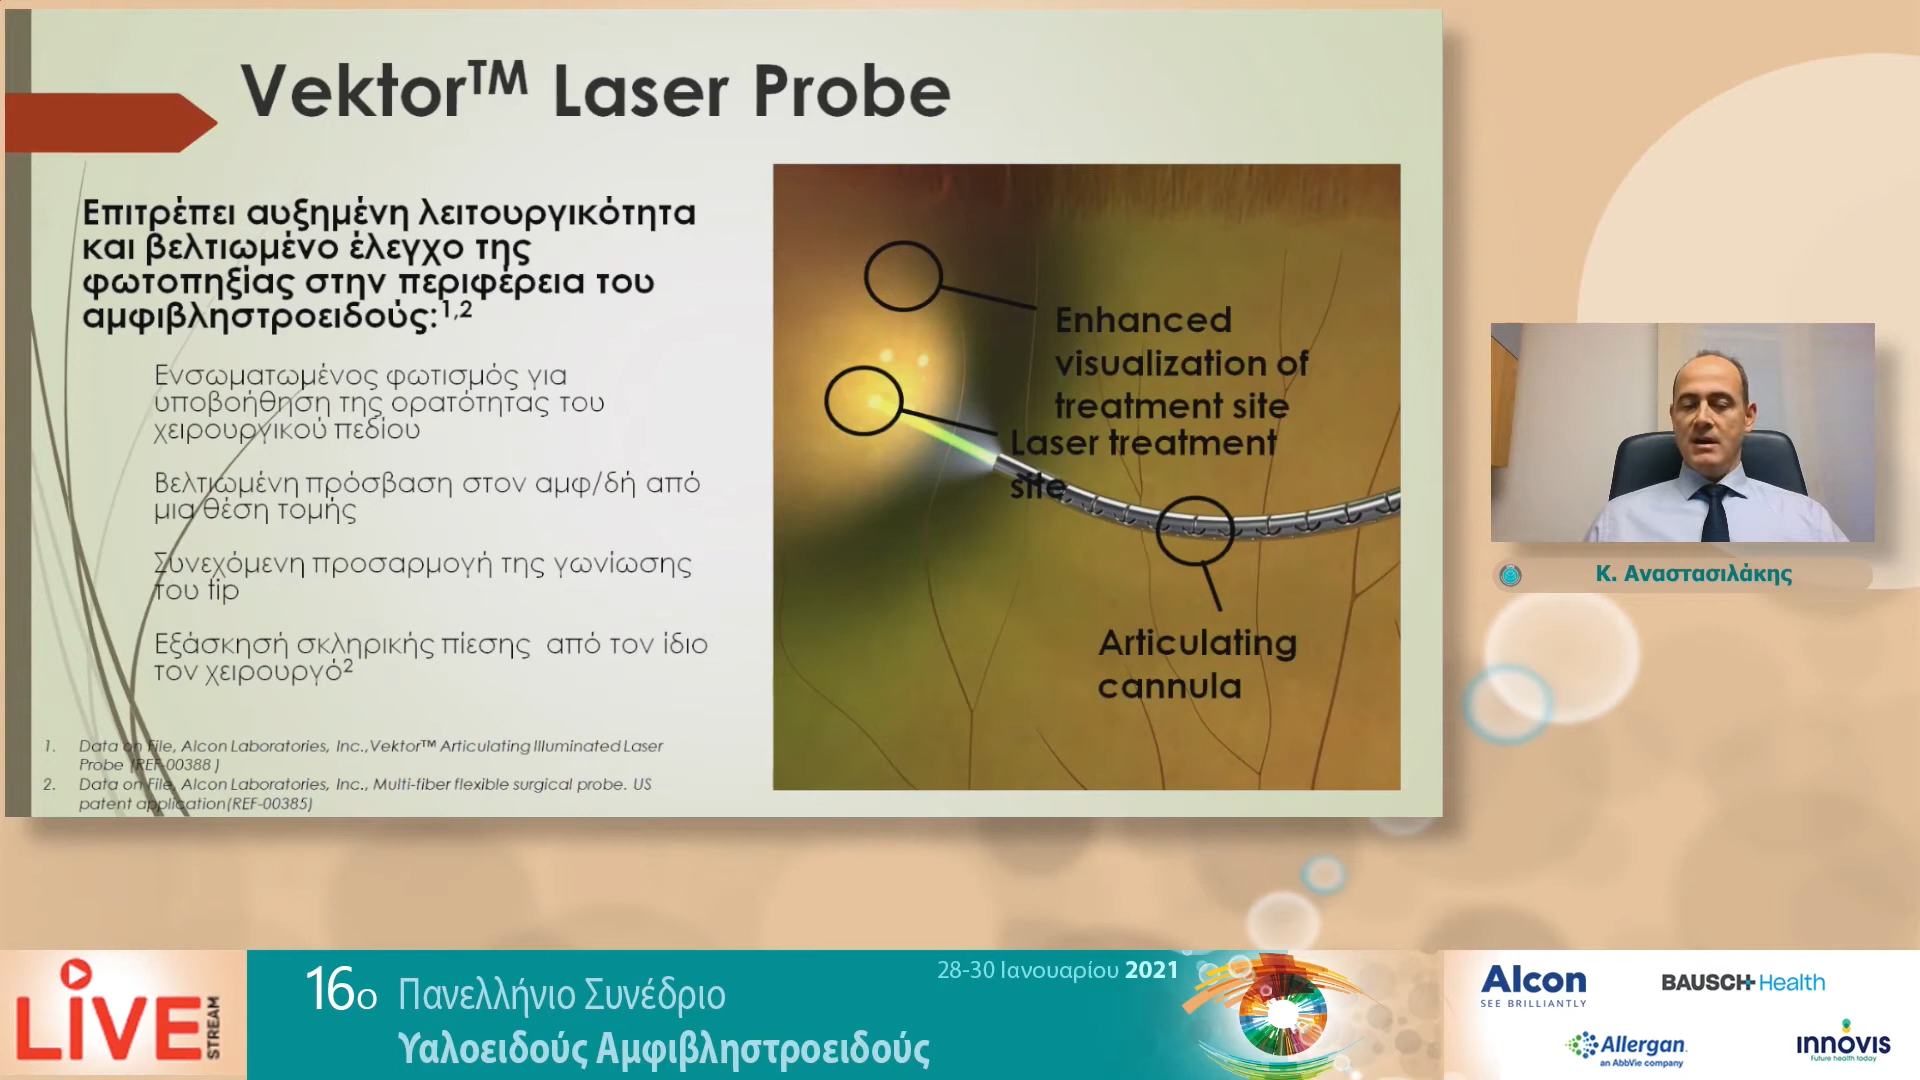 Vektor™ Laser Probe
Επιτρέπει αυξημένη λειτουργικότητα
και βελτιωμένο έλεγχο της
φωτοπηξίας στην περιφέρεια του
αμφιβληστροειδούς:1,2
Ενσωματωμένος φωτισμός για
υποβοήθηση της ορατότητας του
χειρουργικού πεδίου
Βελτιωμένη πρόσβαση στον αμφ/δή από
μια θέση τομής
Συνεχόμενη προσαρμογή της γωνίωσης
του tip
Εξάσκησή σκληρικής πίεσης από τον ίδιο
τον χειρουργό2
1. Data on File, Alcon Laboratories, Inc.,Vektor™ Articulating Illuminated Laser
Probe (REF-00388 )
2. Data on File, Alcon Laboratories, Inc., Multi-fiber flexible surgical probe. US
patent application(REF-00385)
Enhanced
visualization of
treatment site
Laser treatment
site
Articulating
cannula
Κ. Αναστασιλάκης
LIVE
STREAM
16ο Πανελλήνιο Συνέδριο
Υαλοειδούς Αμφιβληστροειδούς
28-30 Ιανουαρίου 2021
Alcon
SEE BRILLIANTLY
BAUSCH+Health
Allergan
an AbbVie company
innovis
Future health today